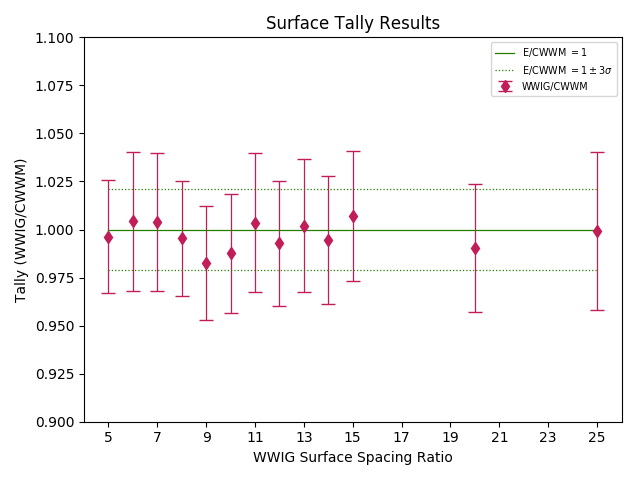 Surface Tally Results
1.100
1.075
1.050
1.025
1.000
0.975
0.950
0.925
0.900
Tally (WWIG/CWWM)
E/CWWM = 1
E/CWWM = 1 ± 3σ
WWIG/CWWM
5 7 9 11 13 15 17 19 21 23 25
WWIG Surface Spacing Ratio